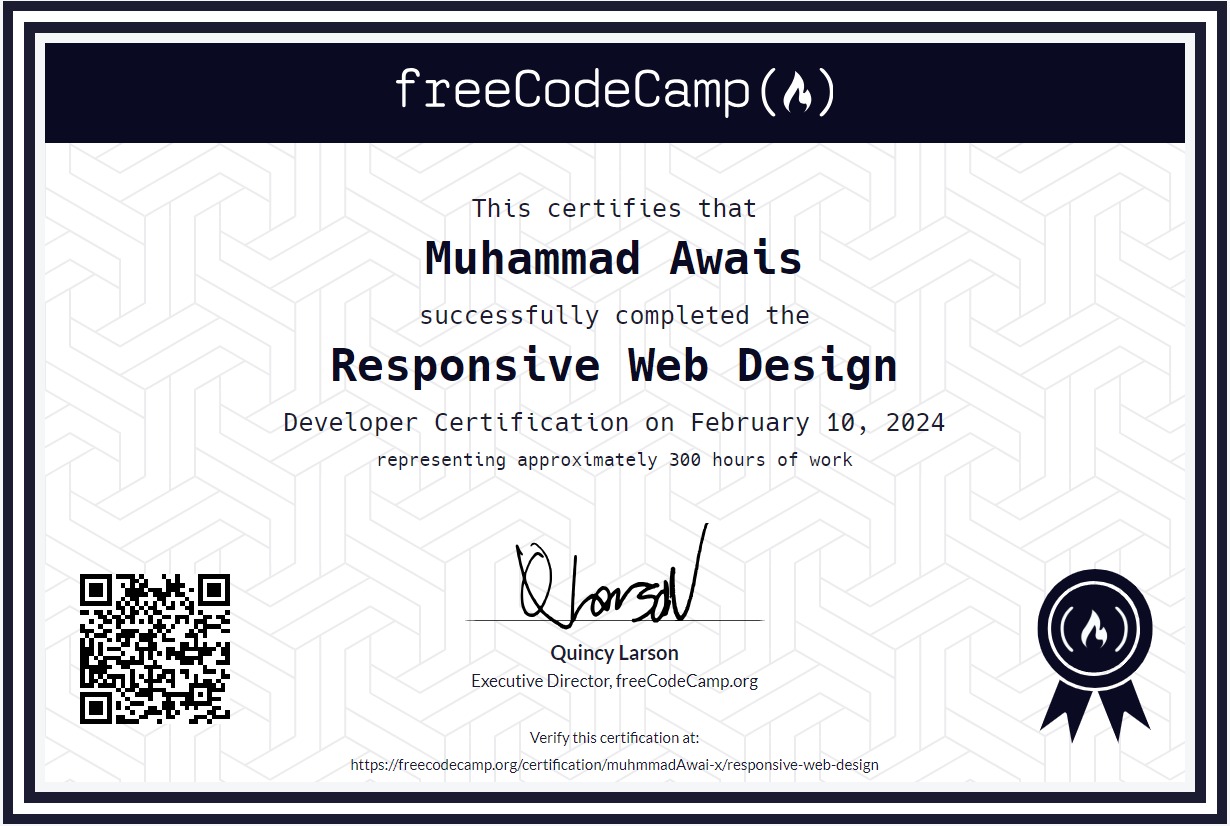 freeCodeCamp
This certifies that
Muhammad Awais
successfully completed the
Responsive Web Design
Developer Certification on February 10, 2024
representing approximately 300 hours of work
Q Larson
Quincy Larson
Executive Director, freeCodeCamp.org
Verify this certification at:
https://freecodecamp.org/certification/muhmmadAwai-x/responsive-web-design